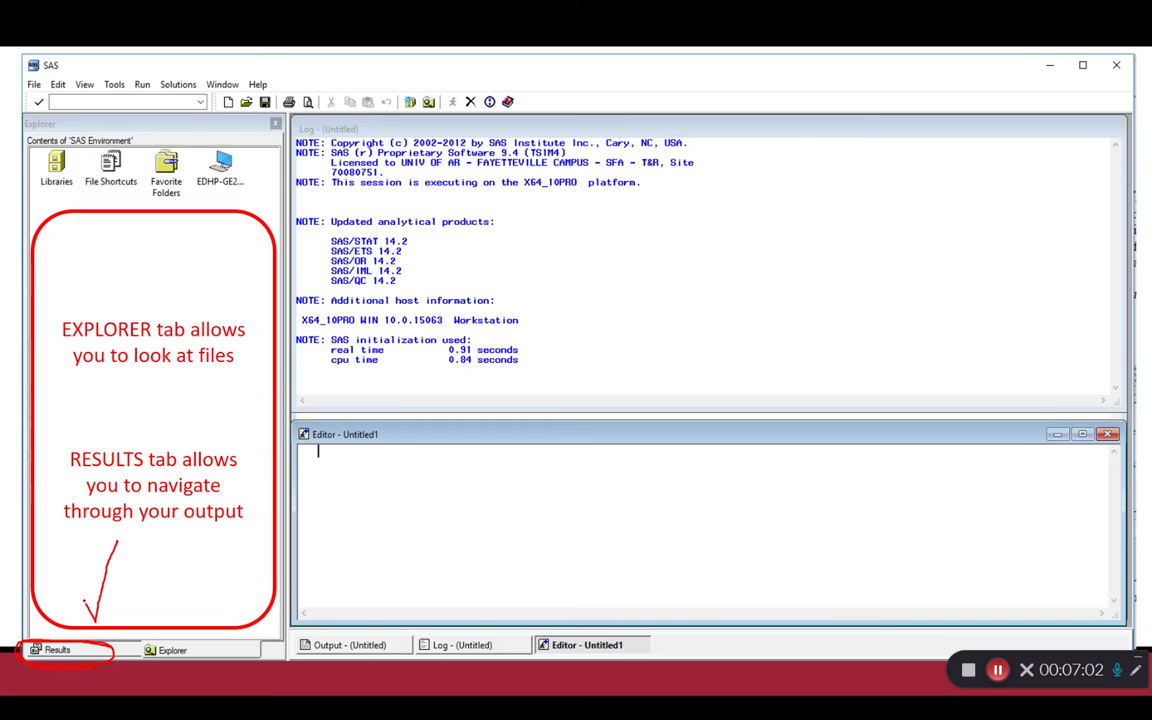 SAS
File Edit View Tools Run Solutions Window Help
Explorer
Contents of 'SAS Environment'
Libraries File Shortcuts Favorite Folders EDHP-GE2...
EXPLORER tab allows
you to look at files
RESULTS tab allows
you to navigate
through your output
Results Explorer
Log - (Untitled)
NOTE: Copyright (c) 2002-2012 by SAS Institute Inc., Cary, NC, USA.
NOTE: SAS (r) Proprietary Software 9.4 (TS1M4)
Licensed to UNIV OF AR - FAYETTEVILLE CAMPUS - SFA - T&R, Site
70080751.
NOTE: This session is executing on the X64_10PRO platform.
NOTE: Updated analytical products:
SAS/STAT 14.2
SAS/ETS 14.2
SAS/OR 14.2
SAS/IML 14.2
SAS/QC 14.2
NOTE: Additional host information:
X64_10PRO WIN 10.0.15063 Workstation
NOTE: SAS initialization used:
real time 0.91 seconds
cpu time 0.84 seconds
Editor - Untitled1
Output - (Untitled) Log - (Untitled) Editor - Untitled1
00:07:02